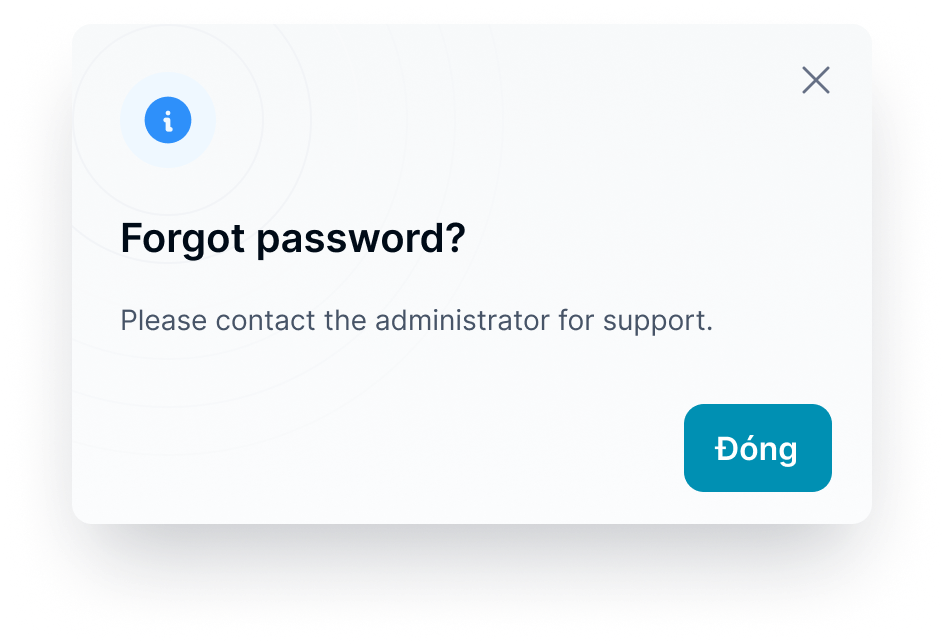 Forgot password?
Please contact the administrator for support.
Đóng